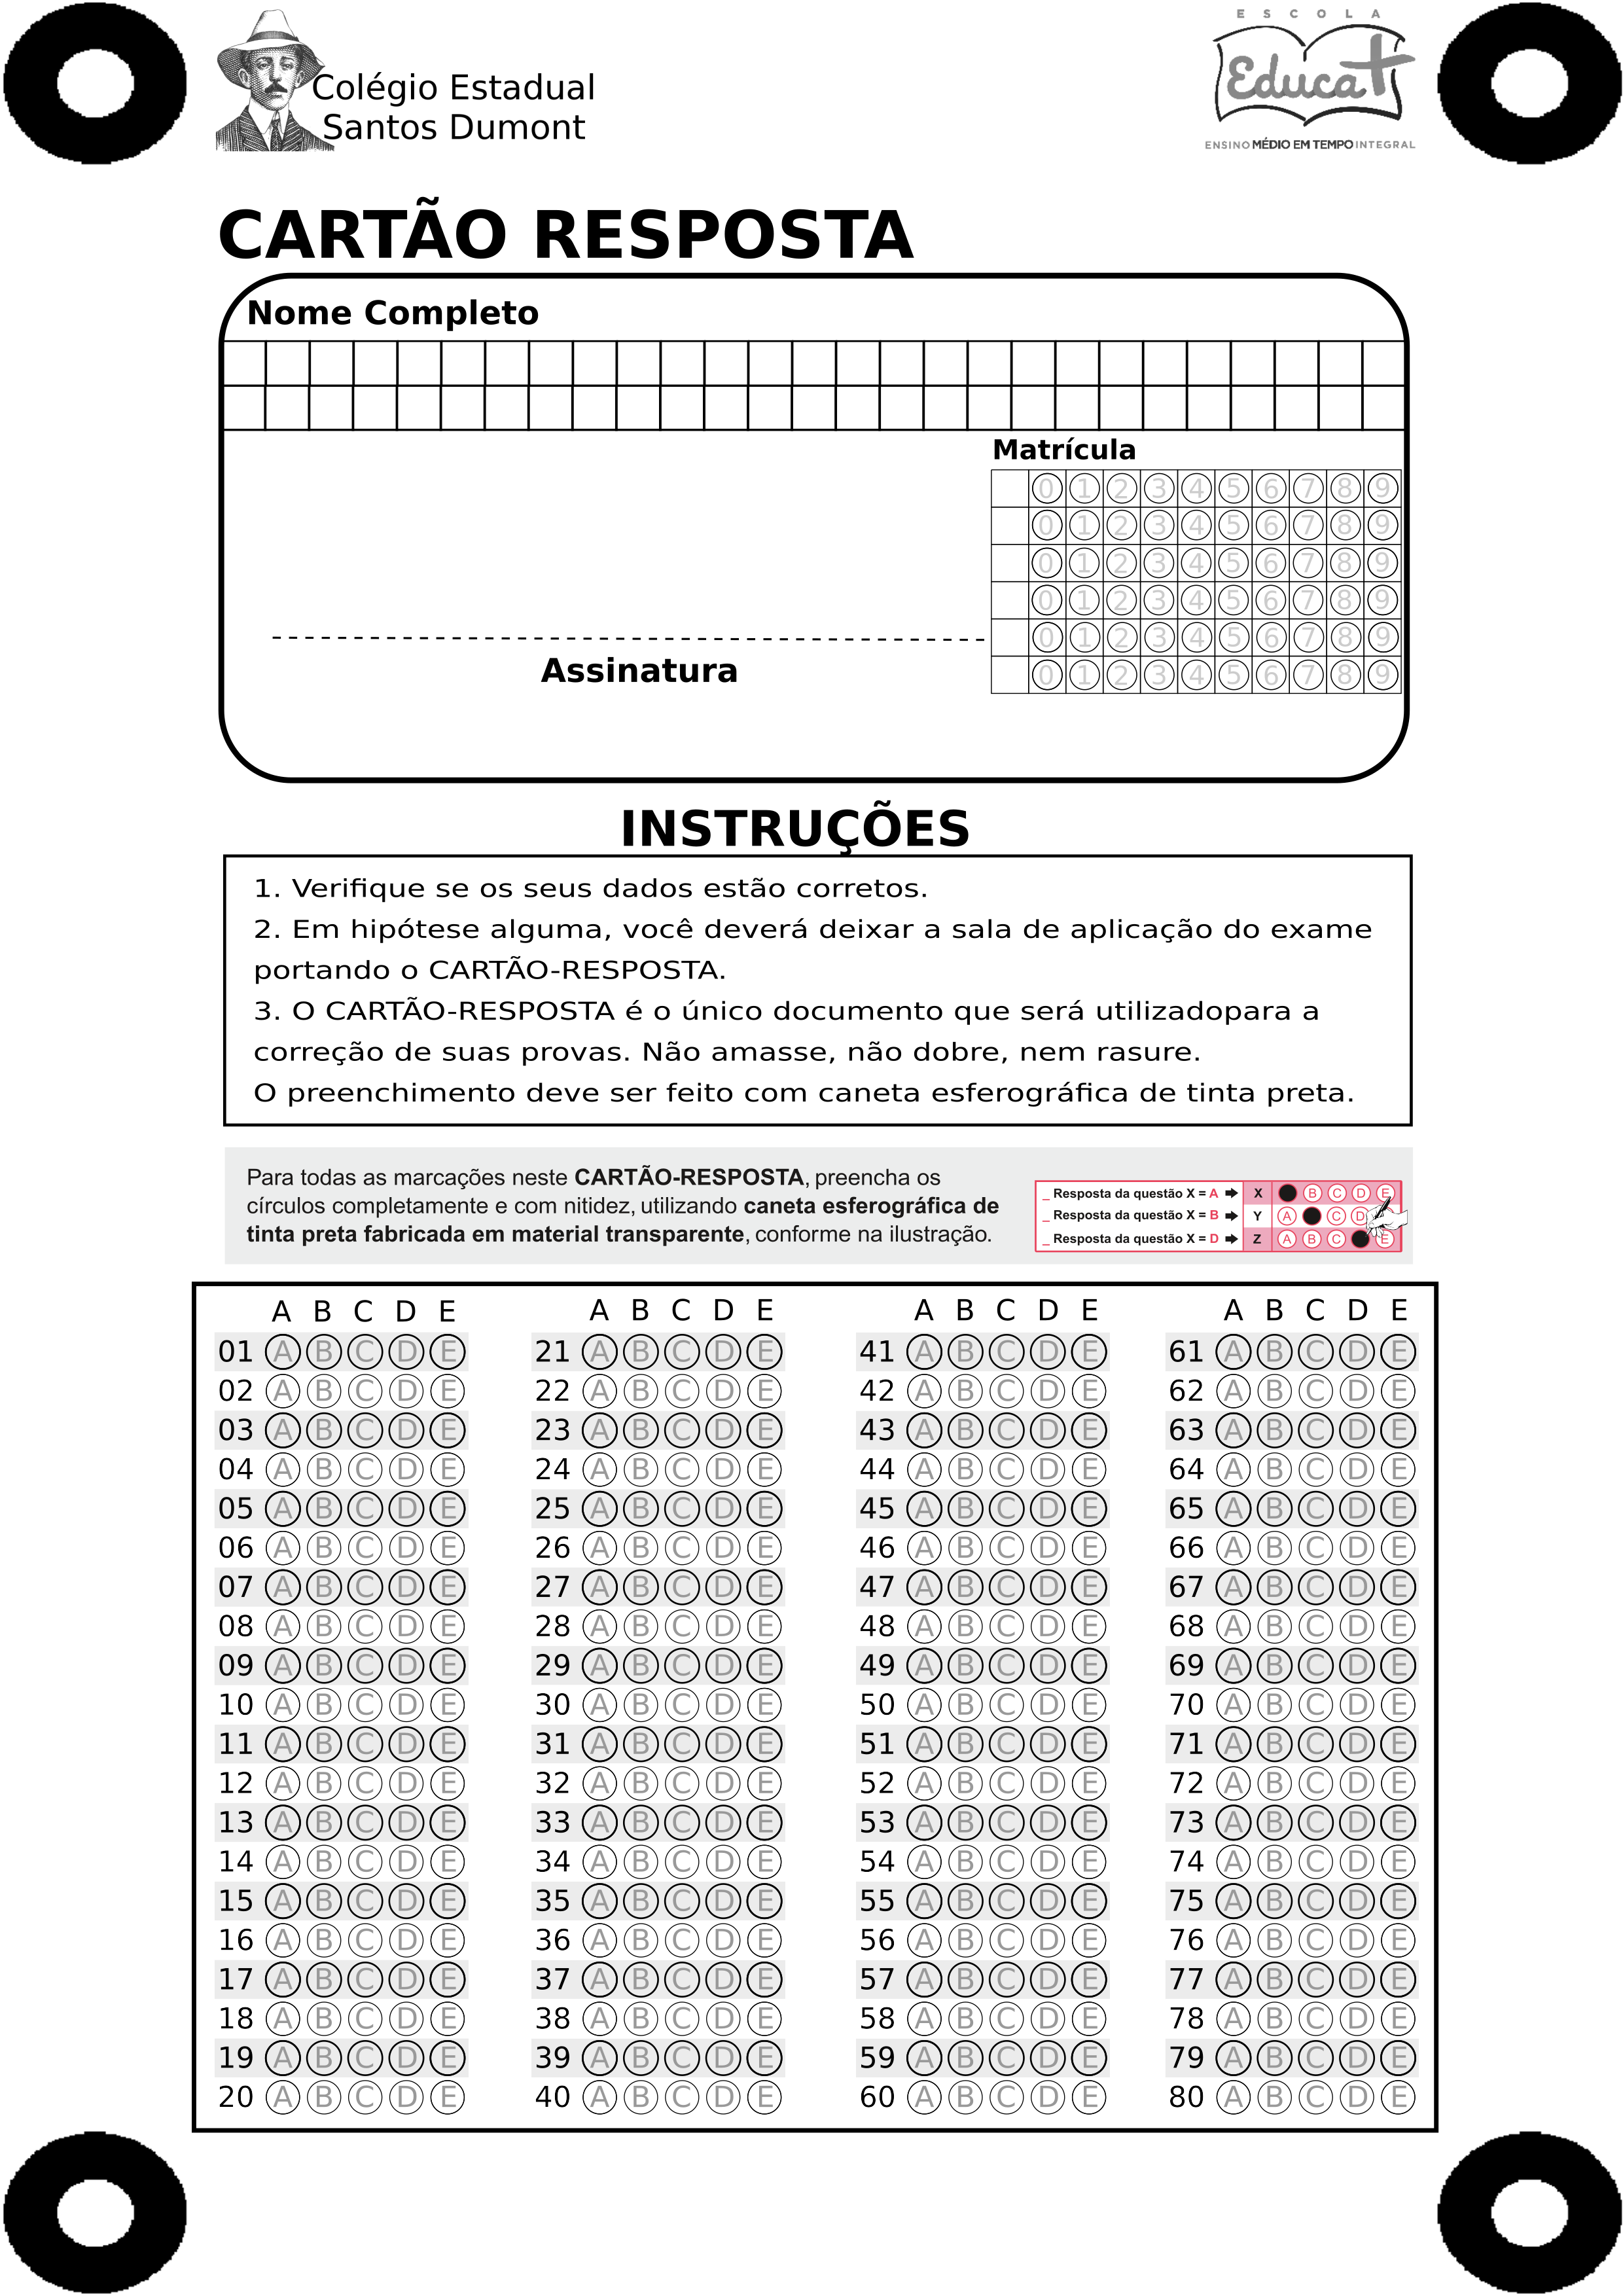 Colégio Estadual
Santos Dumont
ESCOLA
Educa+
ENSINO MÉDIO EM TEMPO INTEGRAL
CARTÃO RESPOSTA
Nome Completo
Matrícula
0 1 2 3 4 5 6 7 8 9
0 1 2 3 4 5 6 7 8 9
0 1 2 3 4 5 6 7 8 9
0 1 2 3 4 5 6 7 8 9
0 1 2 3 4 5 6 7 8 9
0 1 2 3 4 5 6 7 8 9
Assinatura
INSTRUÇÕES
1. Verifique se os seus dados estão corretos.
2. Em hipótese alguma, você deverá deixar a sala de aplicação do exame
portando o CARTÃO-RESPOSTA.
3. O CARTÃO-RESPOSTA é o único documento que será utilizadopara a
correção de suas provas. Não amasse, não dobre, nem rasure.
O preenchimento deve ser feito com caneta esferográfica de tinta preta.
Para todas as marcações neste CARTÃO-RESPOSTA, preencha os
círculos completamente e com nitidez, utilizando caneta esferográfica de
tinta preta fabricada em material transparente, conforme na ilustração.
_ Resposta da questão X = A X B C D E
_ Resposta da questão X = B Y A C D
_ Resposta da questão X = D Z A B C E
A B C D E A B C D E A B C D E A B C D E
01 A B C D E 21 A B C D E 41 A B C D E 61 A B C D E
02 A B C D E 22 A B C D E 42 A B C D E 62 A B C D E
03 A B C D E 23 A B C D E 43 A B C D E 63 A B C D E
04 A B C D E 24 A B C D E 44 A B C D E 64 A B C D E
05 A B C D E 25 A B C D E 45 A B C D E 65 A B C D E
06 A B C D E 26 A B C D E 46 A B C D E 66 A B C D E
07 A B C D E 27 A B C D E 47 A B C D E 67 A B C D E
08 A B C D E 28 A B C D E 48 A B C D E 68 A B C D E
09 A B C D E 29 A B C D E 49 A B C D E 69 A B C D E
10 A B C D E 30 A B C D E 50 A B C D E 70 A B C D E
11 A B C D E 31 A B C D E 51 A B C D E 71 A B C D E
12 A B C D E 32 A B C D E 52 A B C D E 72 A B C D E
13 A B C D E 33 A B C D E 53 A B C D E 73 A B C D E
14 A B C D E 34 A B C D E 54 A B C D E 74 A B C D E
15 A B C D E 35 A B C D E 55 A B C D E 75 A B C D E
16 A B C D E 36 A B C D E 56 A B C D E 76 A B C D E
17 A B C D E 37 A B C D E 57 A B C D E 77 A B C D E
18 A B C D E 38 A B C D E 58 A B C D E 78 A B C D E
19 A B C D E 39 A B C D E 59 A B C D E 79 A B C D E
20 A B C D E 40 A B C D E 60 A B C D E 80 A B C D E